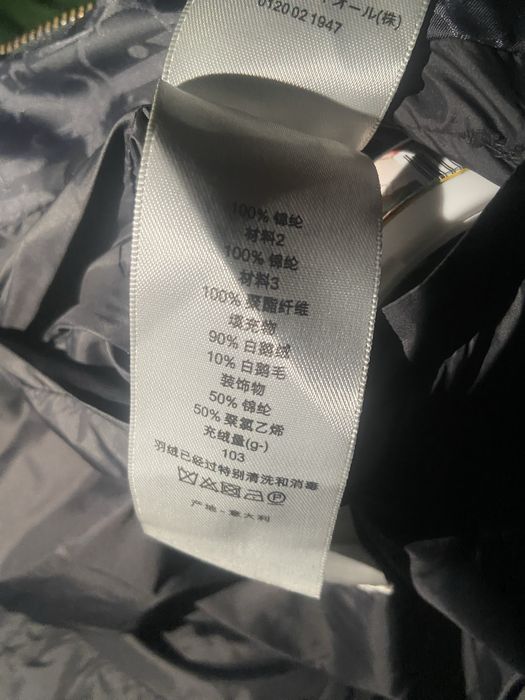 オール(株)
0120 02 1947
100% 锦纶
材料2
100% 锦纶
材料3
100% 聚酯纤维
填充物
90% 白鹅绒
10% 白鹅毛
装饰物
50% 锦纶
50% 聚氯乙烯
充绒量(g-)
103
羽绒已经过特别清洗和消毒
P
产地 - 意大利